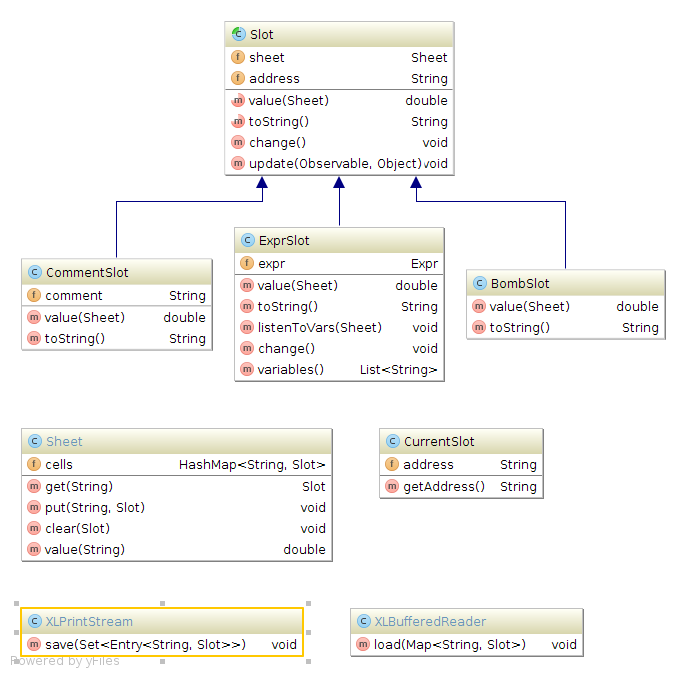 Slot
sheet Sheet
address String
value(Sheet) double
toString() String
change() void
update(Observable, Object) void
CommentSlot
comment String
value(Sheet) double
toString() String
ExprSlot
expr Expr
value(Sheet) double
toString() String
listenToVars(Sheet) void
change() void
variables() List<String>
BombSlot
value(Sheet) double
toString() String
Sheet
cells HashMap<String, Slot>
get(String) Slot
put(String, Slot) void
clear(Slot) void
value(String) double
CurrentSlot
address String
getAddress() String
XLPrintStream
save(Set<Entry<String, Slot>>) void
XLBufferedReader
load(Map<String, Slot>) void
Powered by yFiles